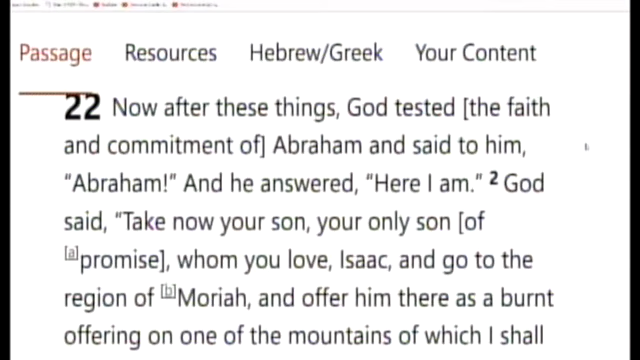 Passage Resources Hebrew/Greek Your Content
22 Now after these things, God tested [the faith
and commitment of] Abraham and said to him,
“Abraham!” And he answered, “Here I am.” 2 God
said, “Take now your son, your only son [of
[a]promise], whom you love, Isaac, and go to the
region of [b]Moriah, and offer him there as a burnt
offering on one of the mountains of which I shall